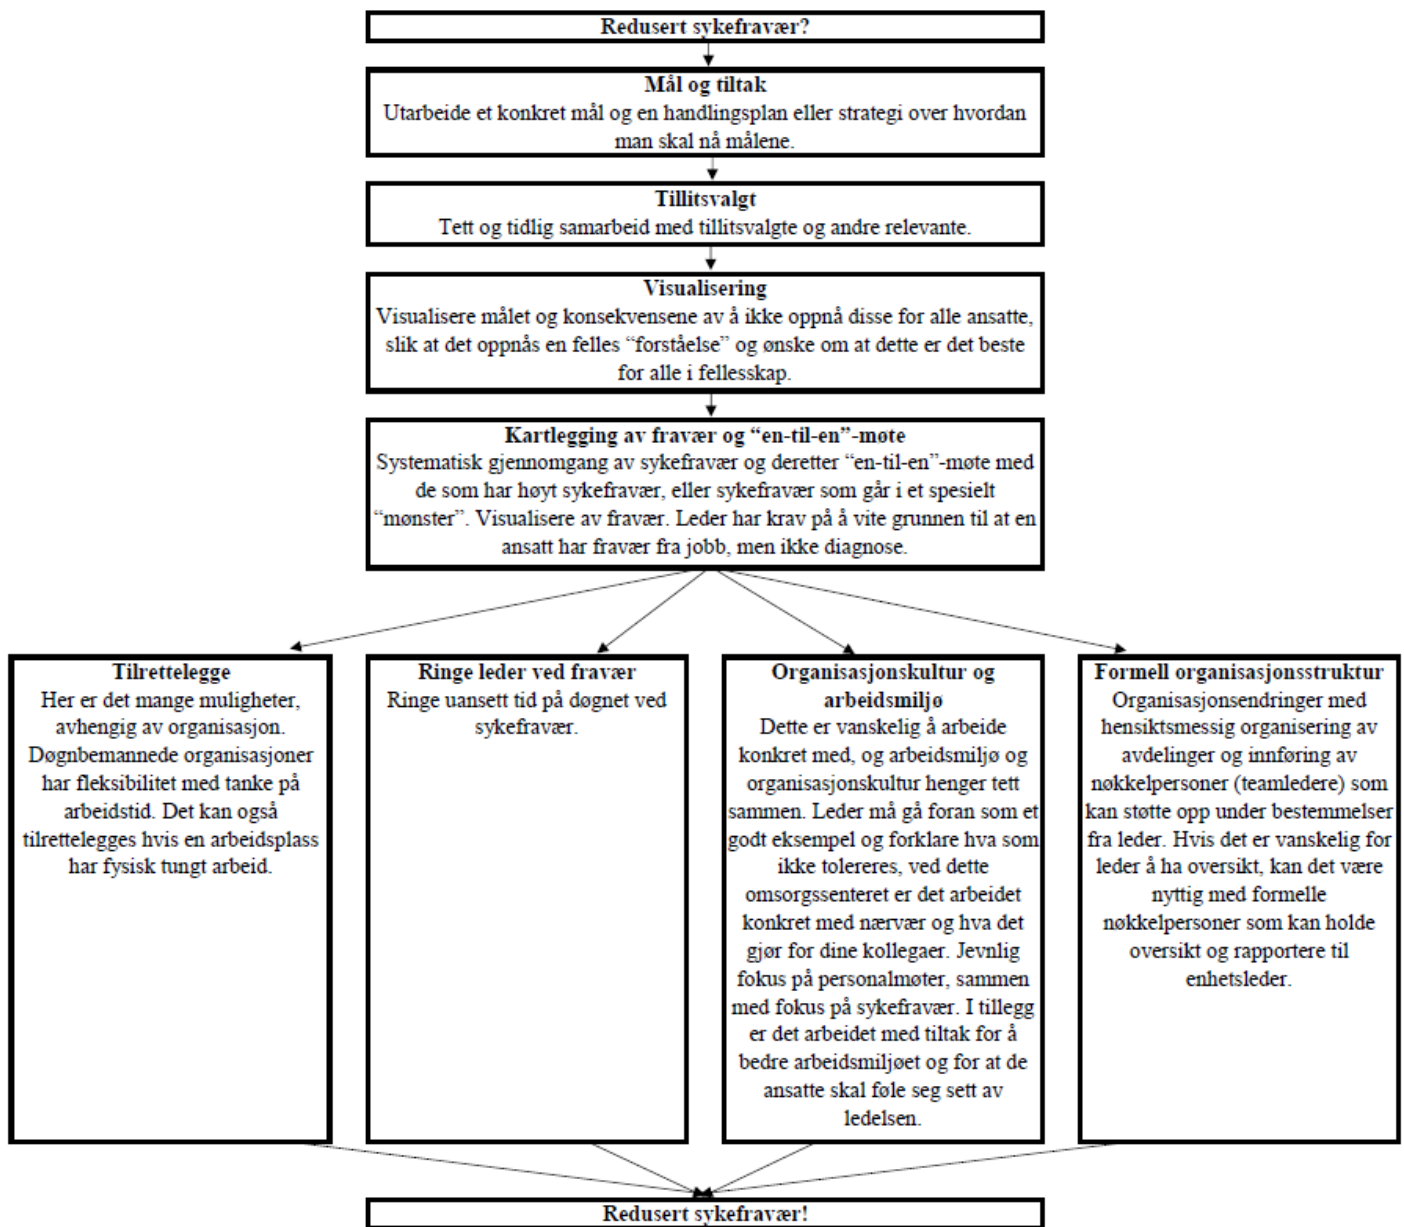 Redusert sykefravær?
Mål og tiltak
Utarbeide et konkret mål og en handlingsplan eller strategi over hvordan
man skal nå målene.
Tillitsvalgt
Tett og tidlig samarbeid med tillitsvalgte og andre relevante.
Visualisering
Visualisere målet og konsekvensene av å ikke oppnå disse for alle ansatte,
slik at det oppnås en felles “forståelse” og ønske om at dette er det beste
for alle i fellesskap.
Kartlegging av fravær og “en-til-en”-møte
Systematisk gjennomgang av sykefravær og deretter “en-til-en”-møte med
de som har høyt sykefravær, eller sykefravær som går i et spesielt
“mønster”. Visualisere av fravær. Leder har krav på å vite grunnen til at en
ansatt har fravær fra jobb, men ikke diagnose.
Tilrettelegge
Her er det mange muligheter,
avhengig av organisasjon.
Døgnbemannede organisasjoner
har fleksibilitet med tanke på
arbeidstid. Det kan også
tilrettelegges hvis en arbeidsplass
har fysisk tungt arbeid.
Ringe leder ved fravær
Ringe uansett tid på døgnet ved
sykefravær.
Organisasjonskultur og
arbeidsmiljø
Dette er vanskelig å arbeide
konkret med, og arbeidsmiljø og
organisasjonskultur henger tett
sammen. Leder må gå foran som et
godt eksempel og forklare hva som
ikke tolereres, ved dette
omsorgssenteret er det arbeidet
konkret med nærvær og hva det
gjør for dine kollegaer. Jevnlig
fokus på personalmøter, sammen
med fokus på sykefravær. I tillegg
er det arbeidet med tiltak for å
bedre arbeidsmiljøet og for at de
ansatte skal føle seg sett av
ledelsen.
Formell organisasjonsstruktur
Organisasjonsendringer med
hensiktsmessig organisering av
avdelinger og innføring av
nøkkelpersoner (teamledere) som
kan støtte opp under bestemmelser
fra leder. Hvis det er vanskelig for
leder å ha oversikt, kan det være
nyttig med formelle
nøkkelpersoner som kan holde
oversikt og rapportere til
enhetsleder.
Redusert sykefravær!